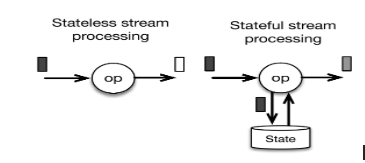 Stateless stream
processing
Stateful stream
processing
op
op
State